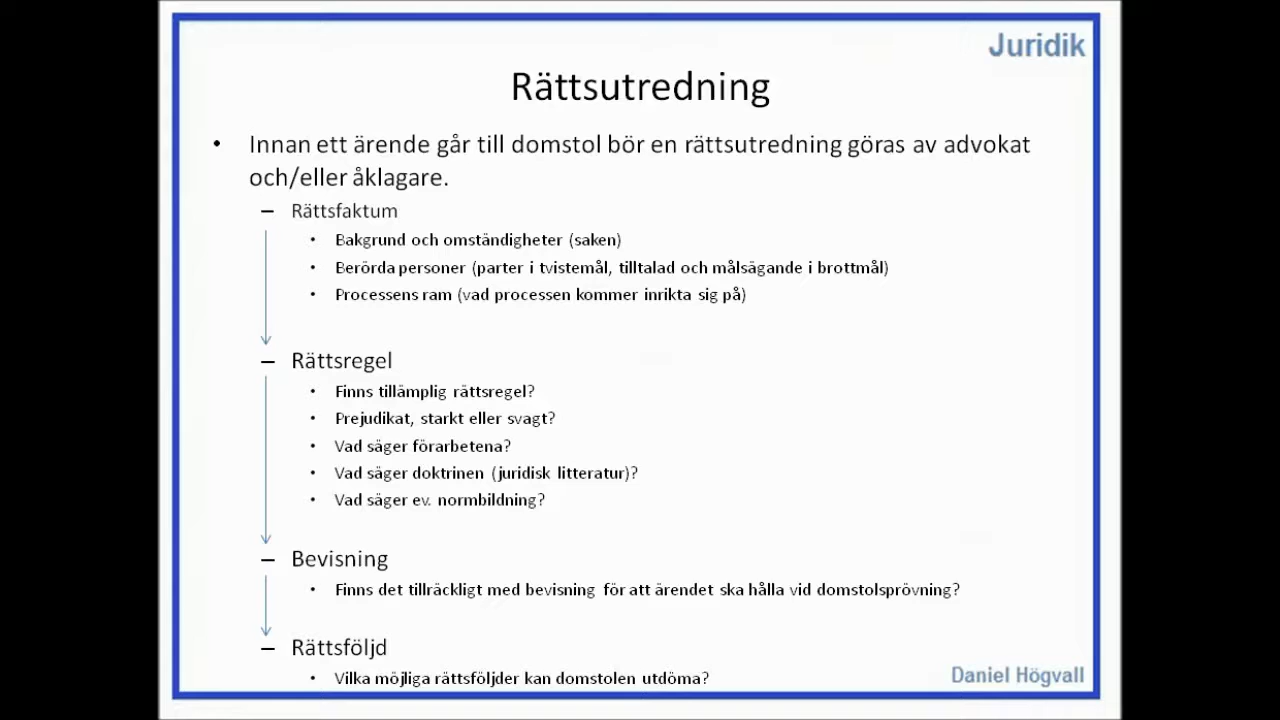 Juridik
Rättsutredning
• Innan ett ärende går till domstol bör en rättsutredning göras av advokat
och/eller åklagare.
– Rättsfaktum
• Bakgrund och omständigheter (saken)
• Berörda personer (parter i tvistemål, tilltalad och målsägande i brottmål)
• Processens ram (vad processen kommer inrikta sig på)
– Rättsregel
• Finns tillämplig rättsregel?
• Prejudikat, starkt eller svagt?
• Vad säger förarbetena?
• Vad säger doktrinen (juridisk litteratur)?
• Vad säger ev. normbildning?
– Bevisning
• Finns det tillräckligt med bevisning för att ärendet ska hålla vid domstolsprövning?
– Rättsföljd
• Vilka möjliga rättsföljder kan domstolen utdöma?
Daniel Högvall